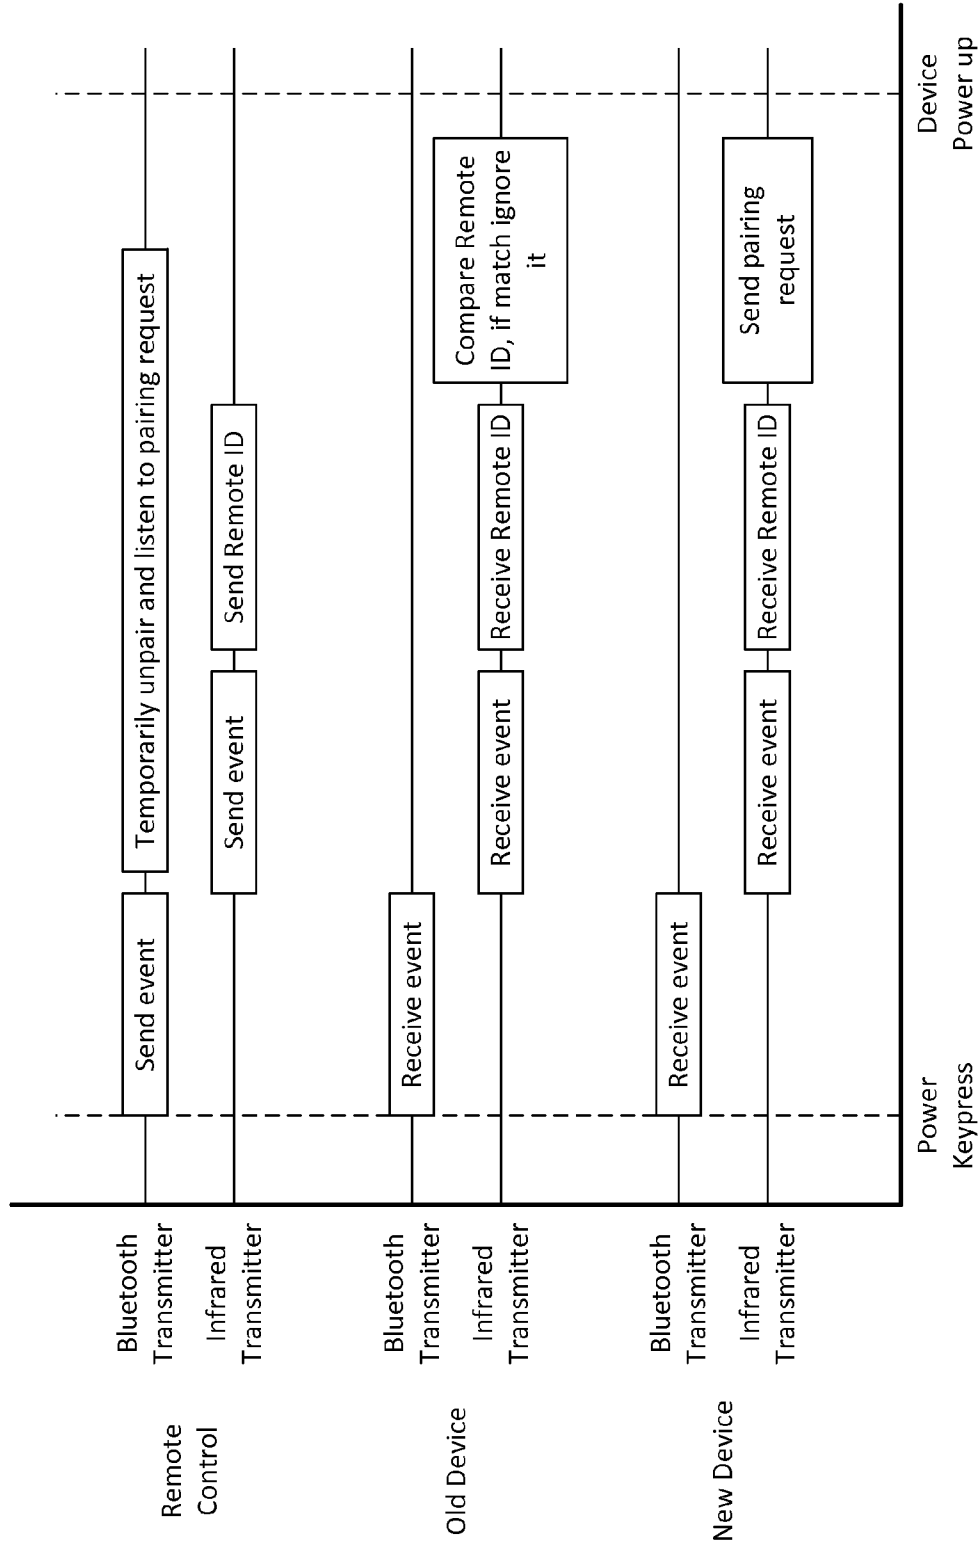 Remote
Control
Bluetooth
Transmitter
Send event
Temporarily unpair and listen to pairing request
Infrared
Transmitter
Send event
Send Remote ID
Old Device
Bluetooth
Transmitter
Receive event
Infrared
Transmitter
Receive event
Receive Remote ID
Compare Remote
ID, if match ignore
it
New Device
Bluetooth
Transmitter
Receive event
Infrared
Transmitter
Receive event
Receive Remote ID
Send pairing
request
Power
Keypress
Device
Power up